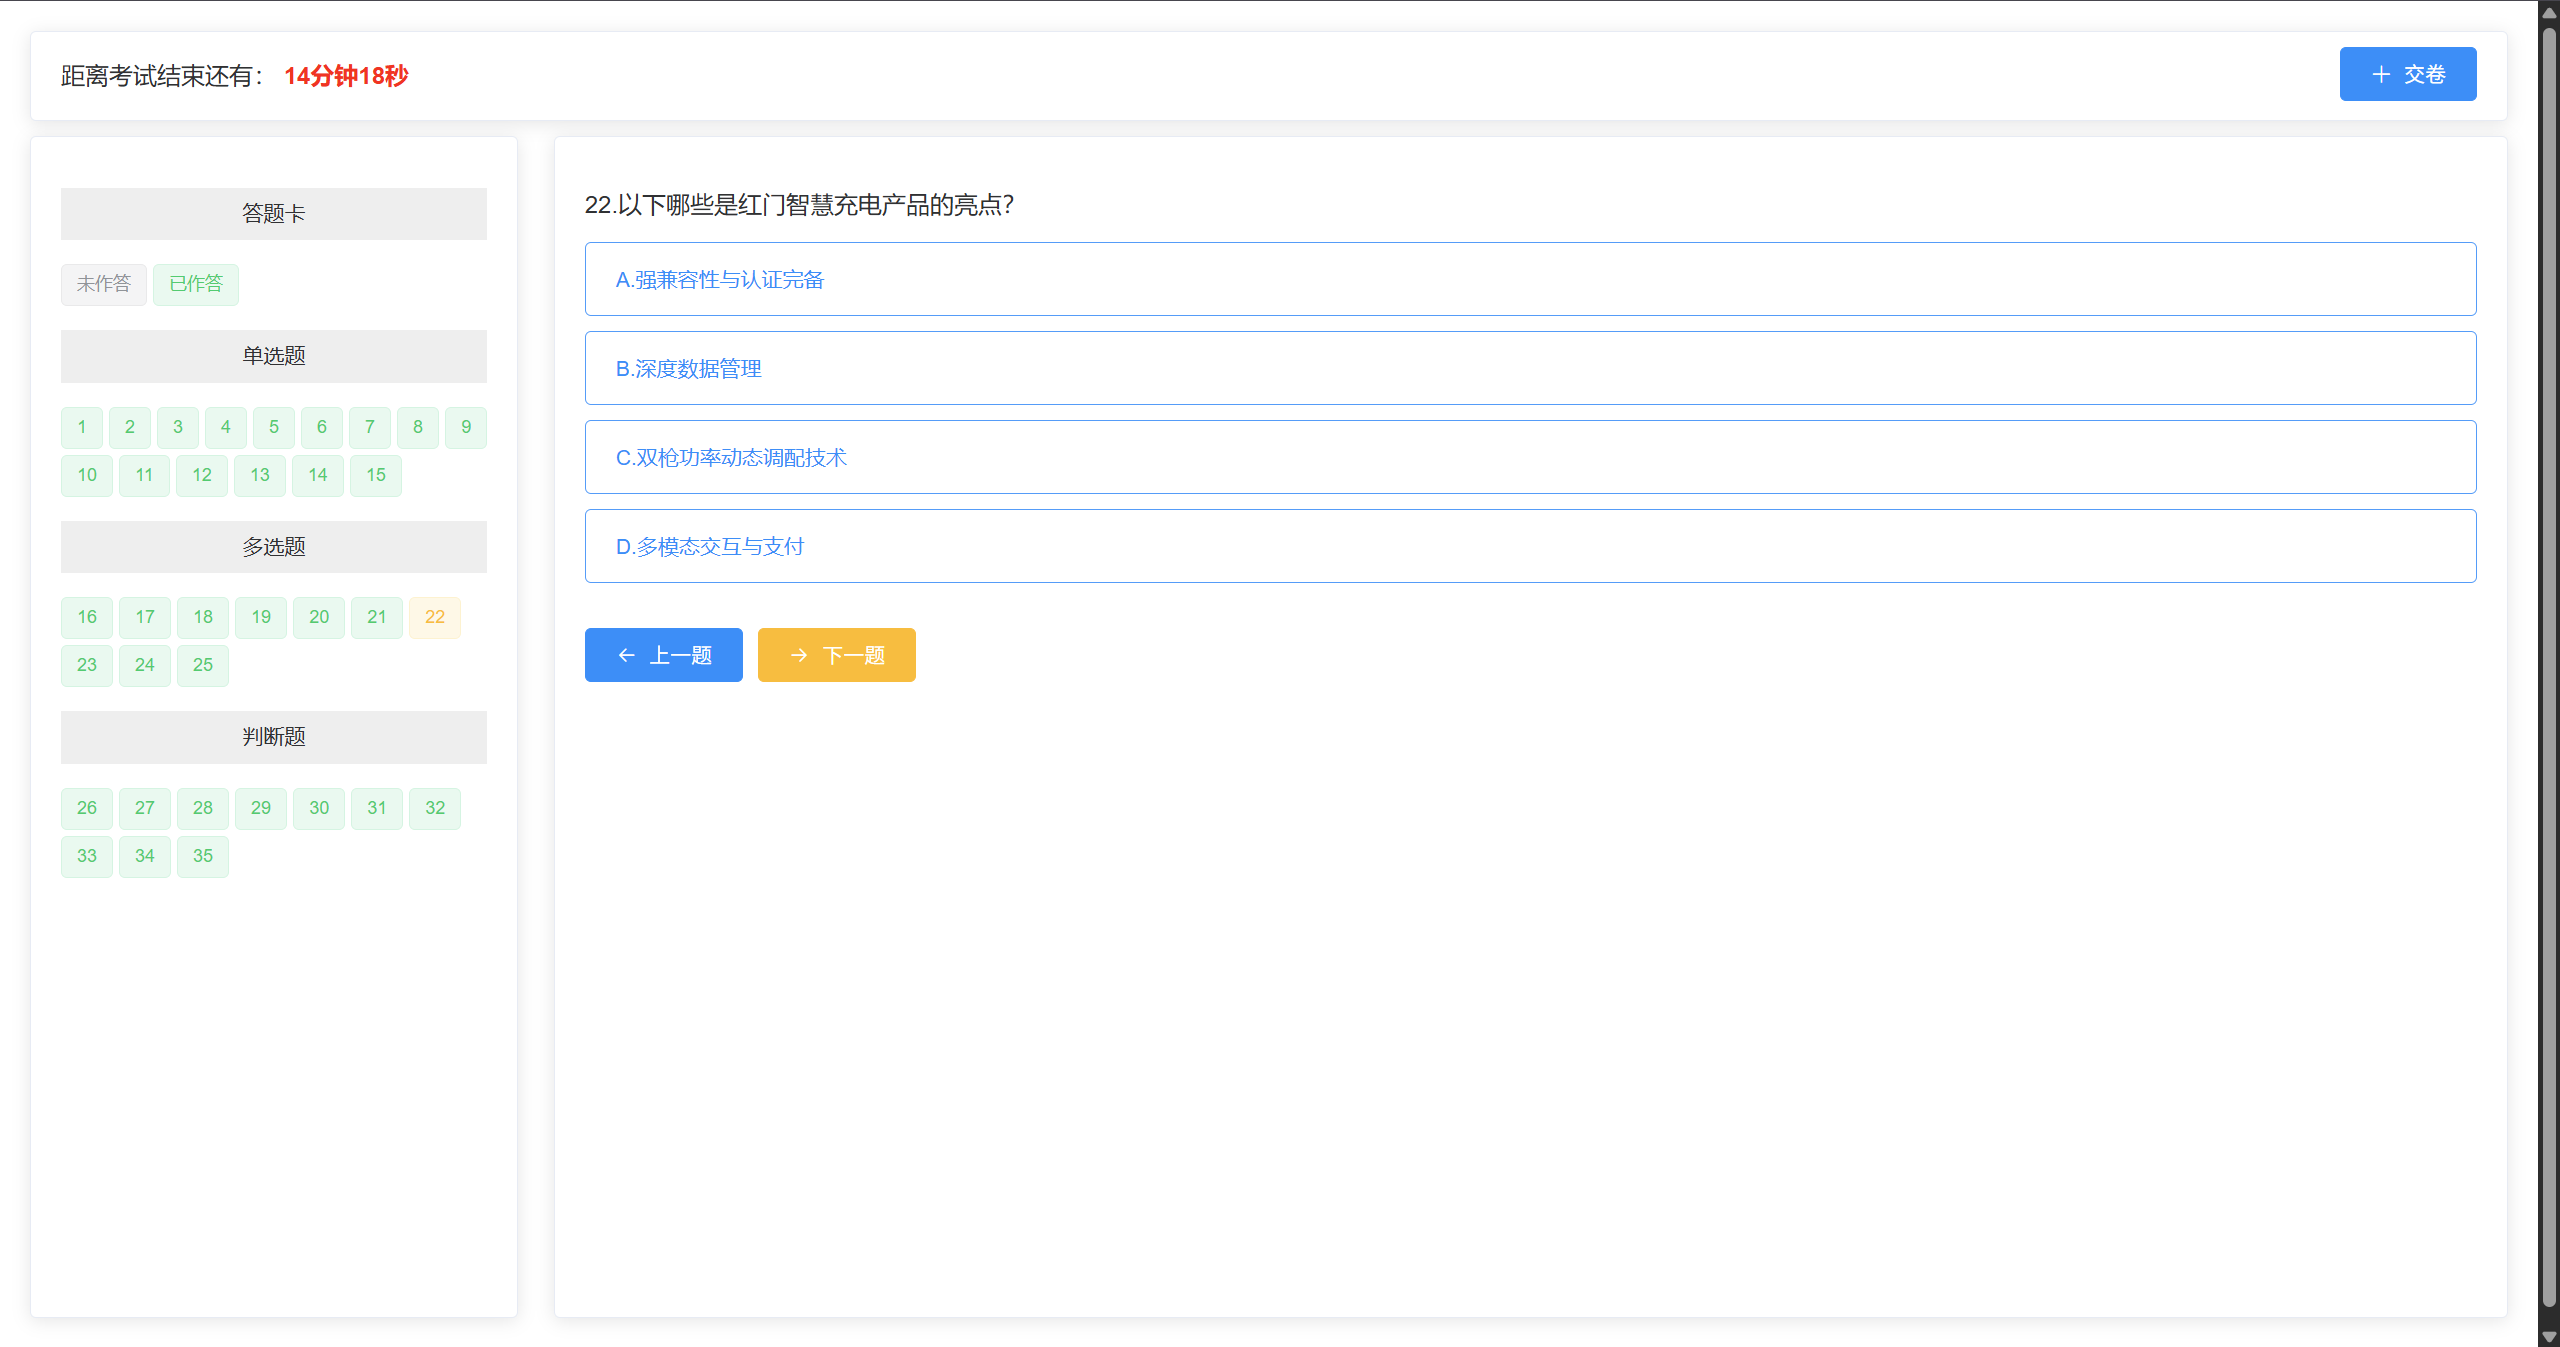 距离考试结束还有： 14分钟18秒
交卷
答题卡
未作答 已作答
单选题
1 2 3 4 5 6 7 8 9
10 11 12 13 14 15
多选题
16 17 18 19 20 21 22
23 24 25
判断题
26 27 28 29 30 31 32
33 34 35
22.以下哪些是红门智慧充电产品的亮点？
A.强兼容性与认证完备
B.深度数据管理
C.双枪功率动态调配技术
D.多模态交互与支付
上一题 下一题